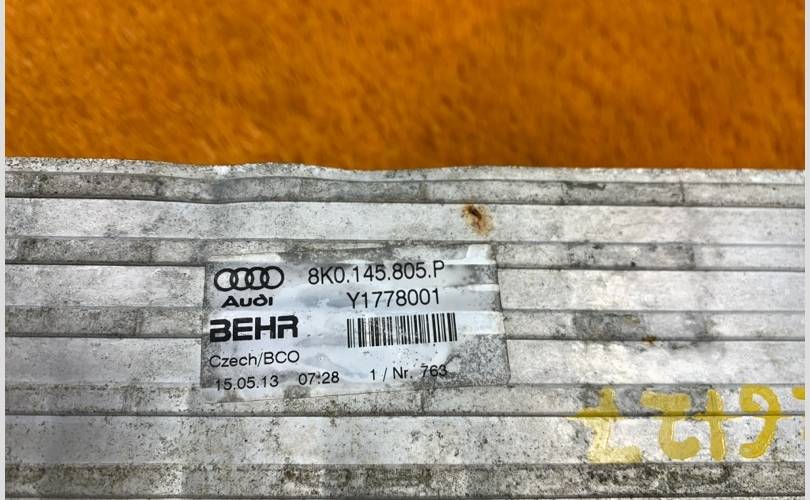 8K0.145.805.P
Audi
Y1778001
BEHR
Czech/BCO
15.05.13 07:28 1 / Nr. 763